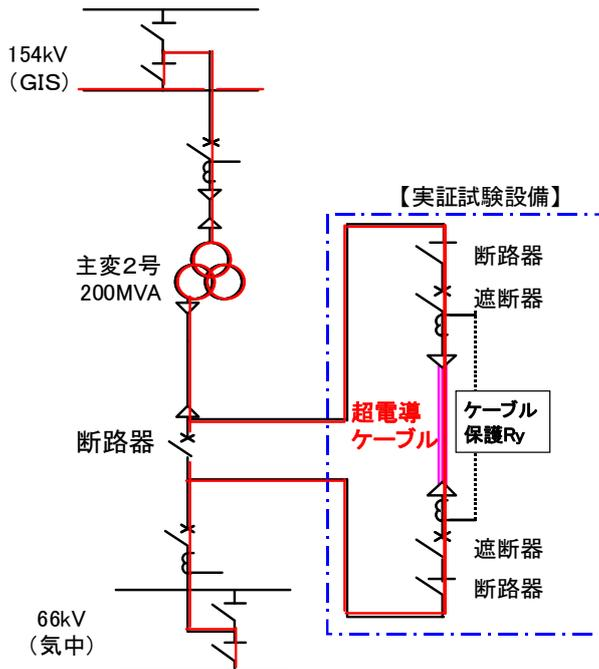 154kV
（GIS）
【実証試験設備】
断路器
主変２号
200MVA
遮断器
超電導
ケーブル
ケーブル
保護Ry
断路器
遮断器
断路器
66kV
（気中）